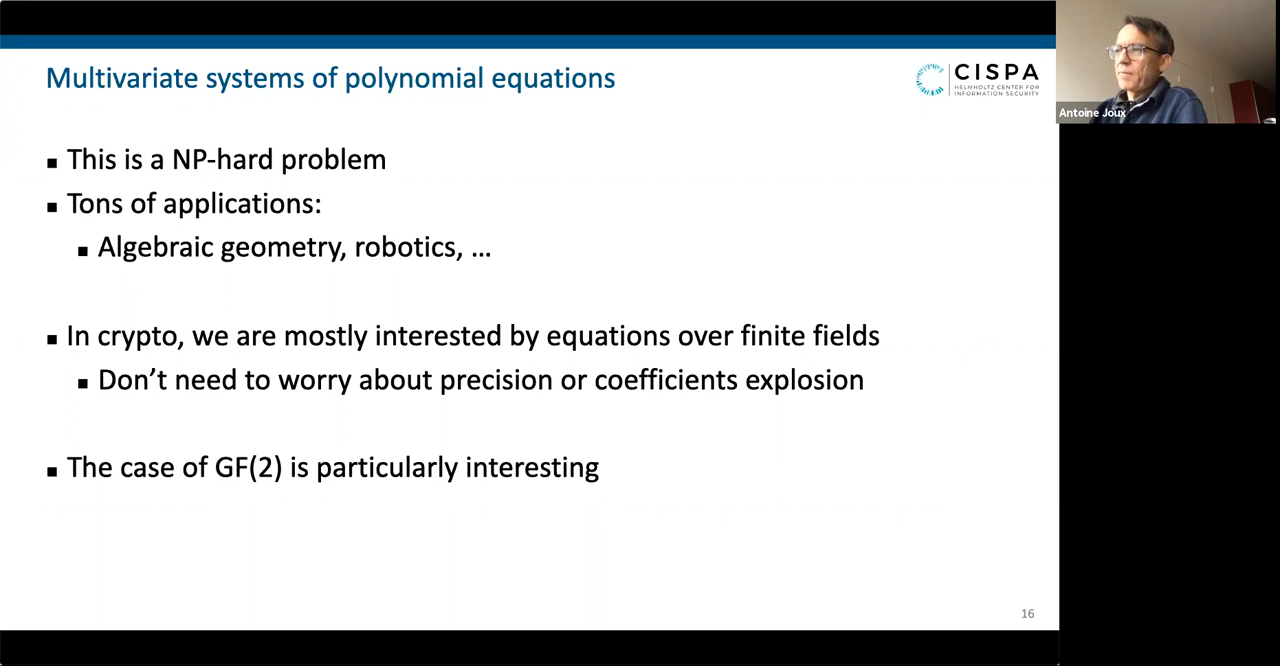 Multivariate systems of polynomial equations
CISPA
HELMHOLTZ CENTER FOR
INFORMATION SECURITY
Antoine Joux
▪ This is a NP-hard problem
▪ Tons of applications:
▪ Algebraic geometry, robotics, ...
▪ In crypto, we are mostly interested by equations over finite fields
▪ Don’t need to worry about precision or coefficients explosion
▪ The case of GF(2) is particularly interesting
16